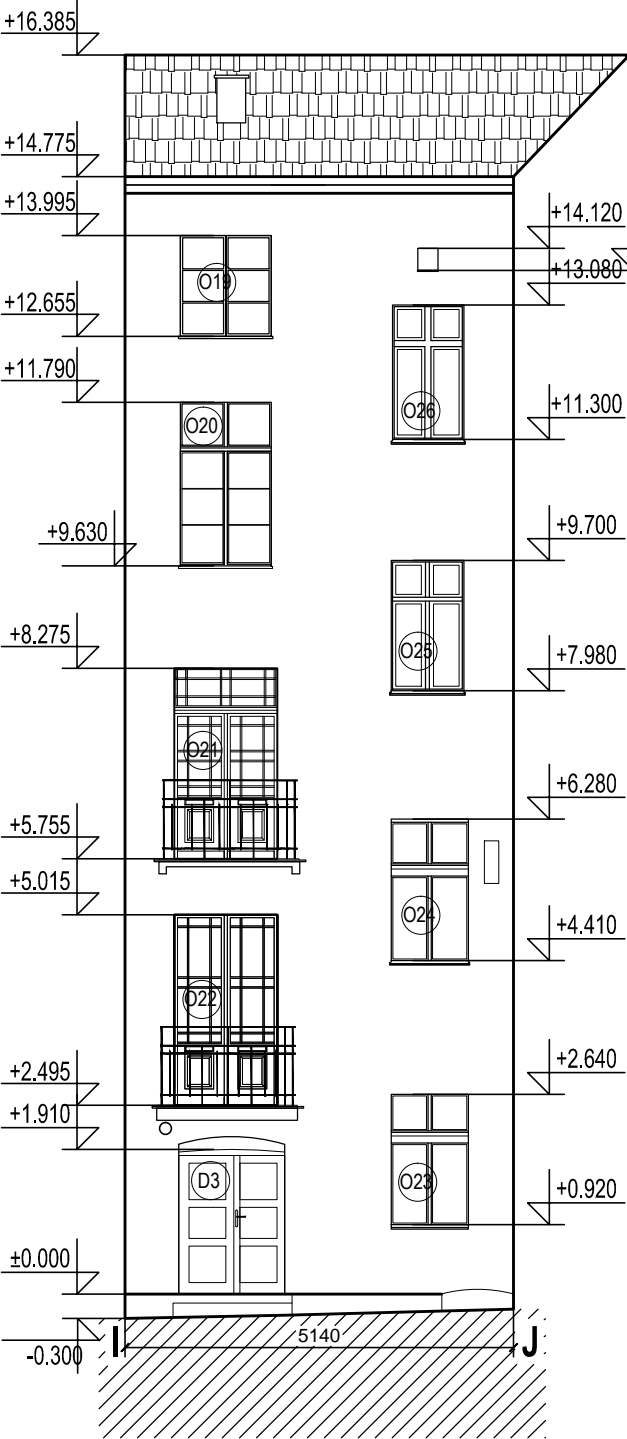 +16.385
+14.775
+13.995
+14.120
+13.080
O19
+12.655
+11.790
O26
+11.300
O20
+9.630
+9.700
+8.275
O25
+7.980
O21
+6.280
+5.755
+5.015
O24
+4.410
O22
+2.495
+2.640
+1.910
D3
O23
+0.920
±0.000
-0.300
I
5140
J